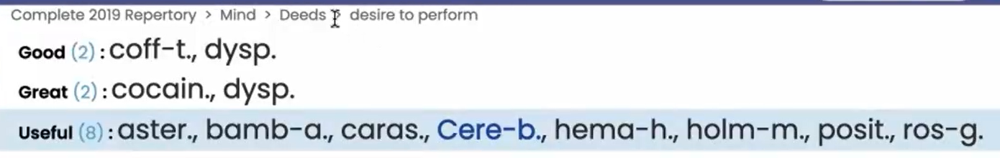 Complete 2019 Repertory > Mind > Deeds > desire to perform
Good (2) : coff-t., dysp.
Great (2) : cocain., dysp.
Useful (8) : aster., bamb-a., caras., Cere-b., hema-h., holm-m., posit., ros-g.